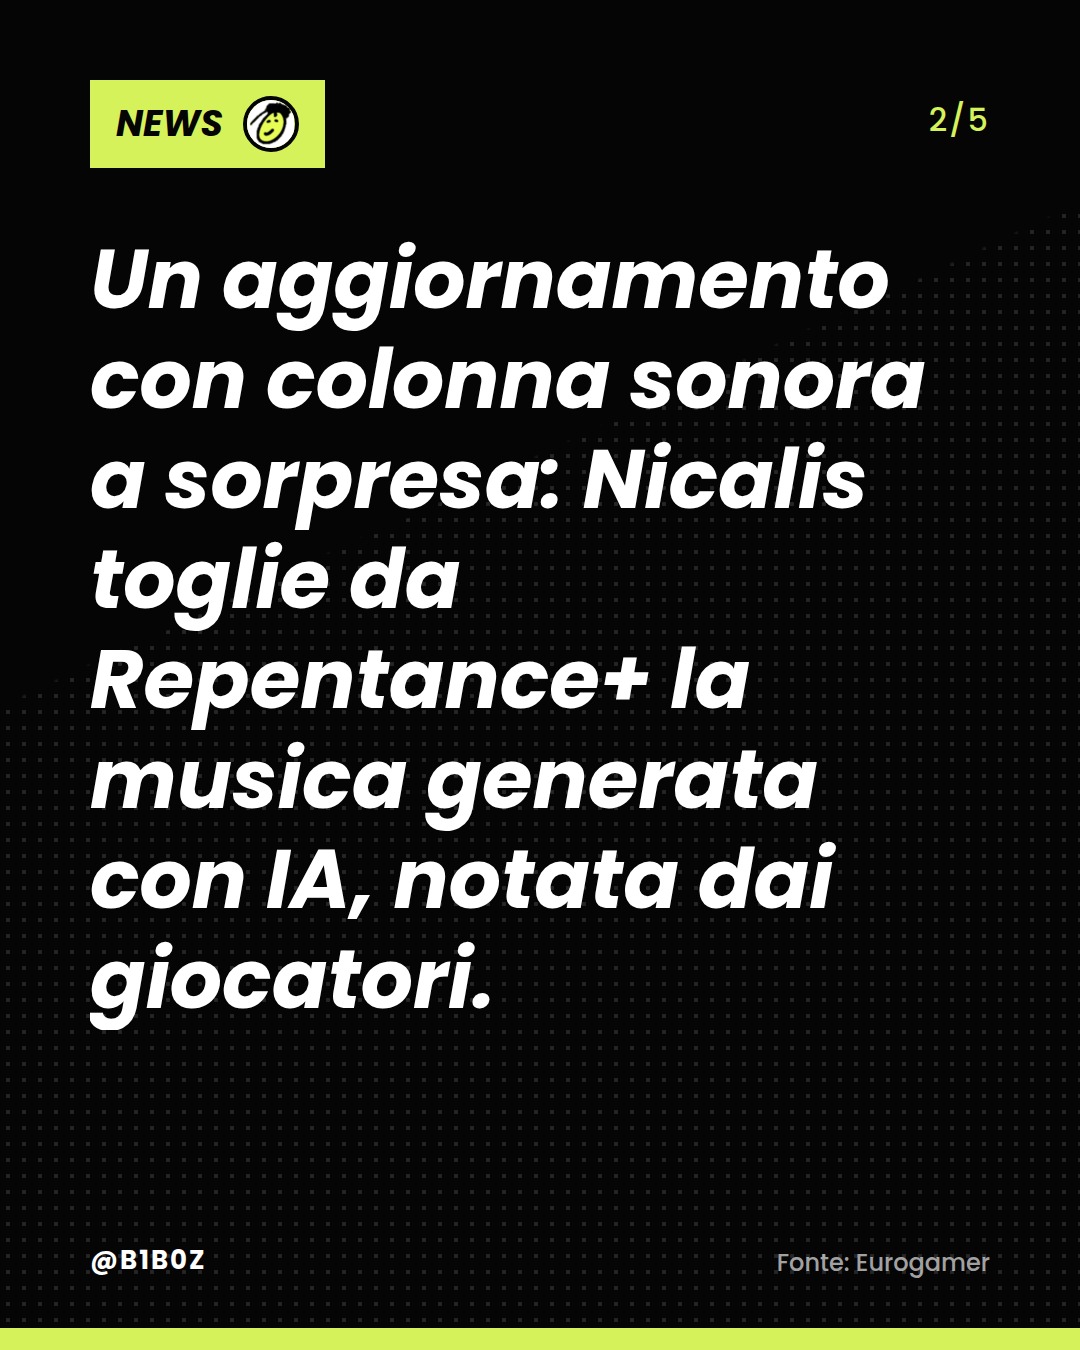 NEWS
2/5
Un aggiornamento
con colonna sonora
a sorpresa: Nicalis
toglie da
Repentance+ la
musica generata
con IA, notata dai
giocatori.
@B1B0Z
Fonte: Eurogamer